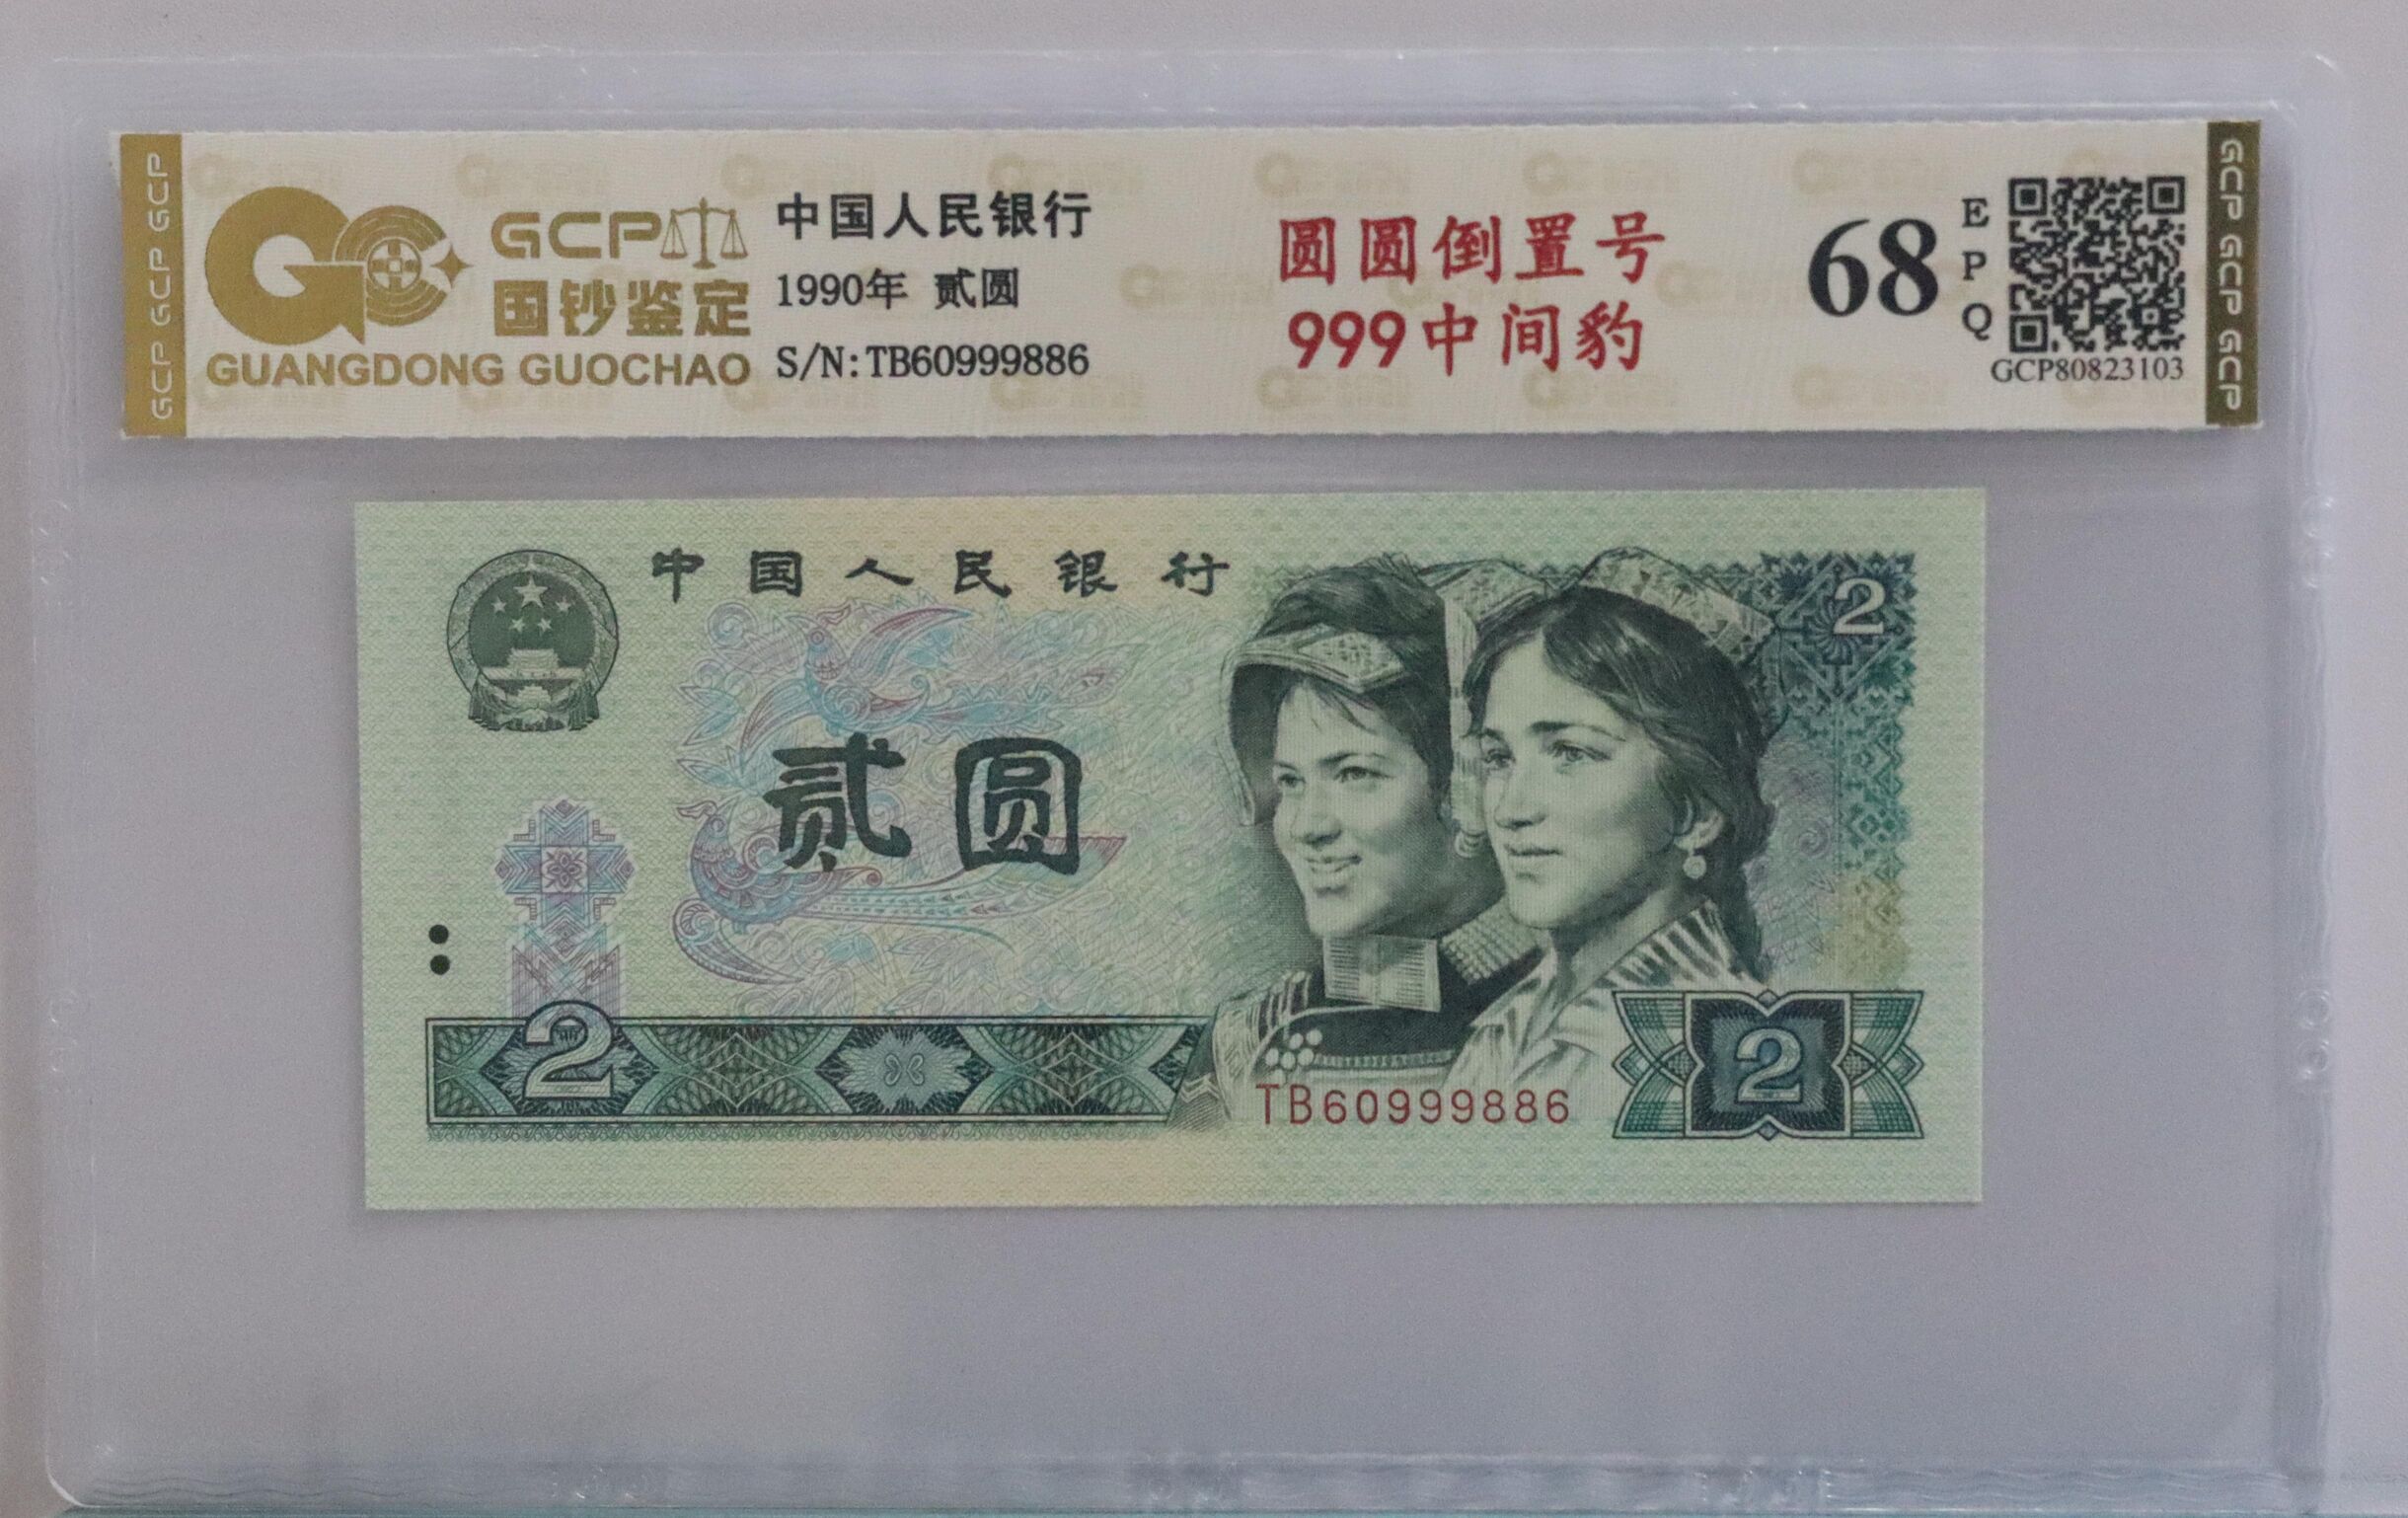 GCP GCP GCP
GCP
国钞鉴定
GUANGDONG GUOCHAO
中国人民银行
1990年 贰圆
S/N:TB60999886
圆圆倒置号
999中间豹
68
E
P
Q
GCP80823103
GCP GCP GCP
中国人民银行
2
贰圆
2
TB60999886
2